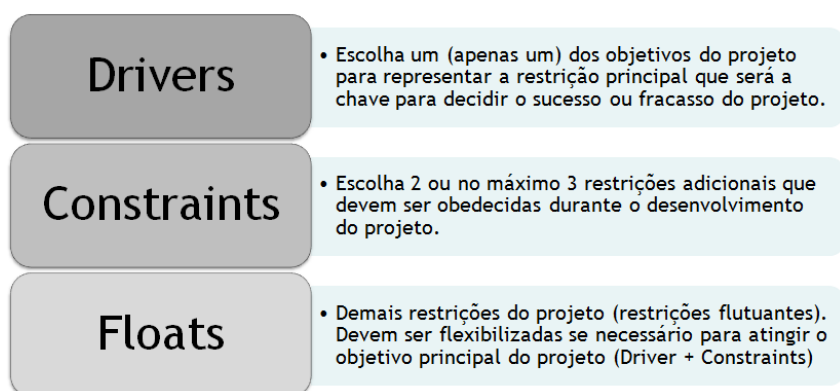 Drivers
• Escolha um (apenas um) dos objetivos do projeto
para representar a restrição principal que será a
chave para decidir o sucesso ou fracasso do projeto.
Constraints
• Escolha 2 ou no máximo 3 restrições adicionais que
devem ser obedecidas durante o desenvolvimento
do projeto.
Floats
• Demais restrições do projeto (restrições flutuantes).
Devem ser flexibilizadas se necessário para atingir o
objetivo principal do projeto (Driver + Constraints)